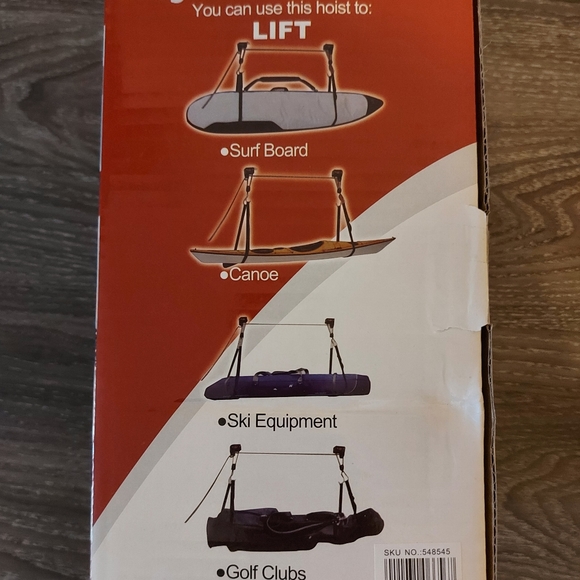 You can use this hoist to:
LIFT
●Surf Board
●Canoe
●Ski Equipment
●Golf Clubs
SKU NO.:548545